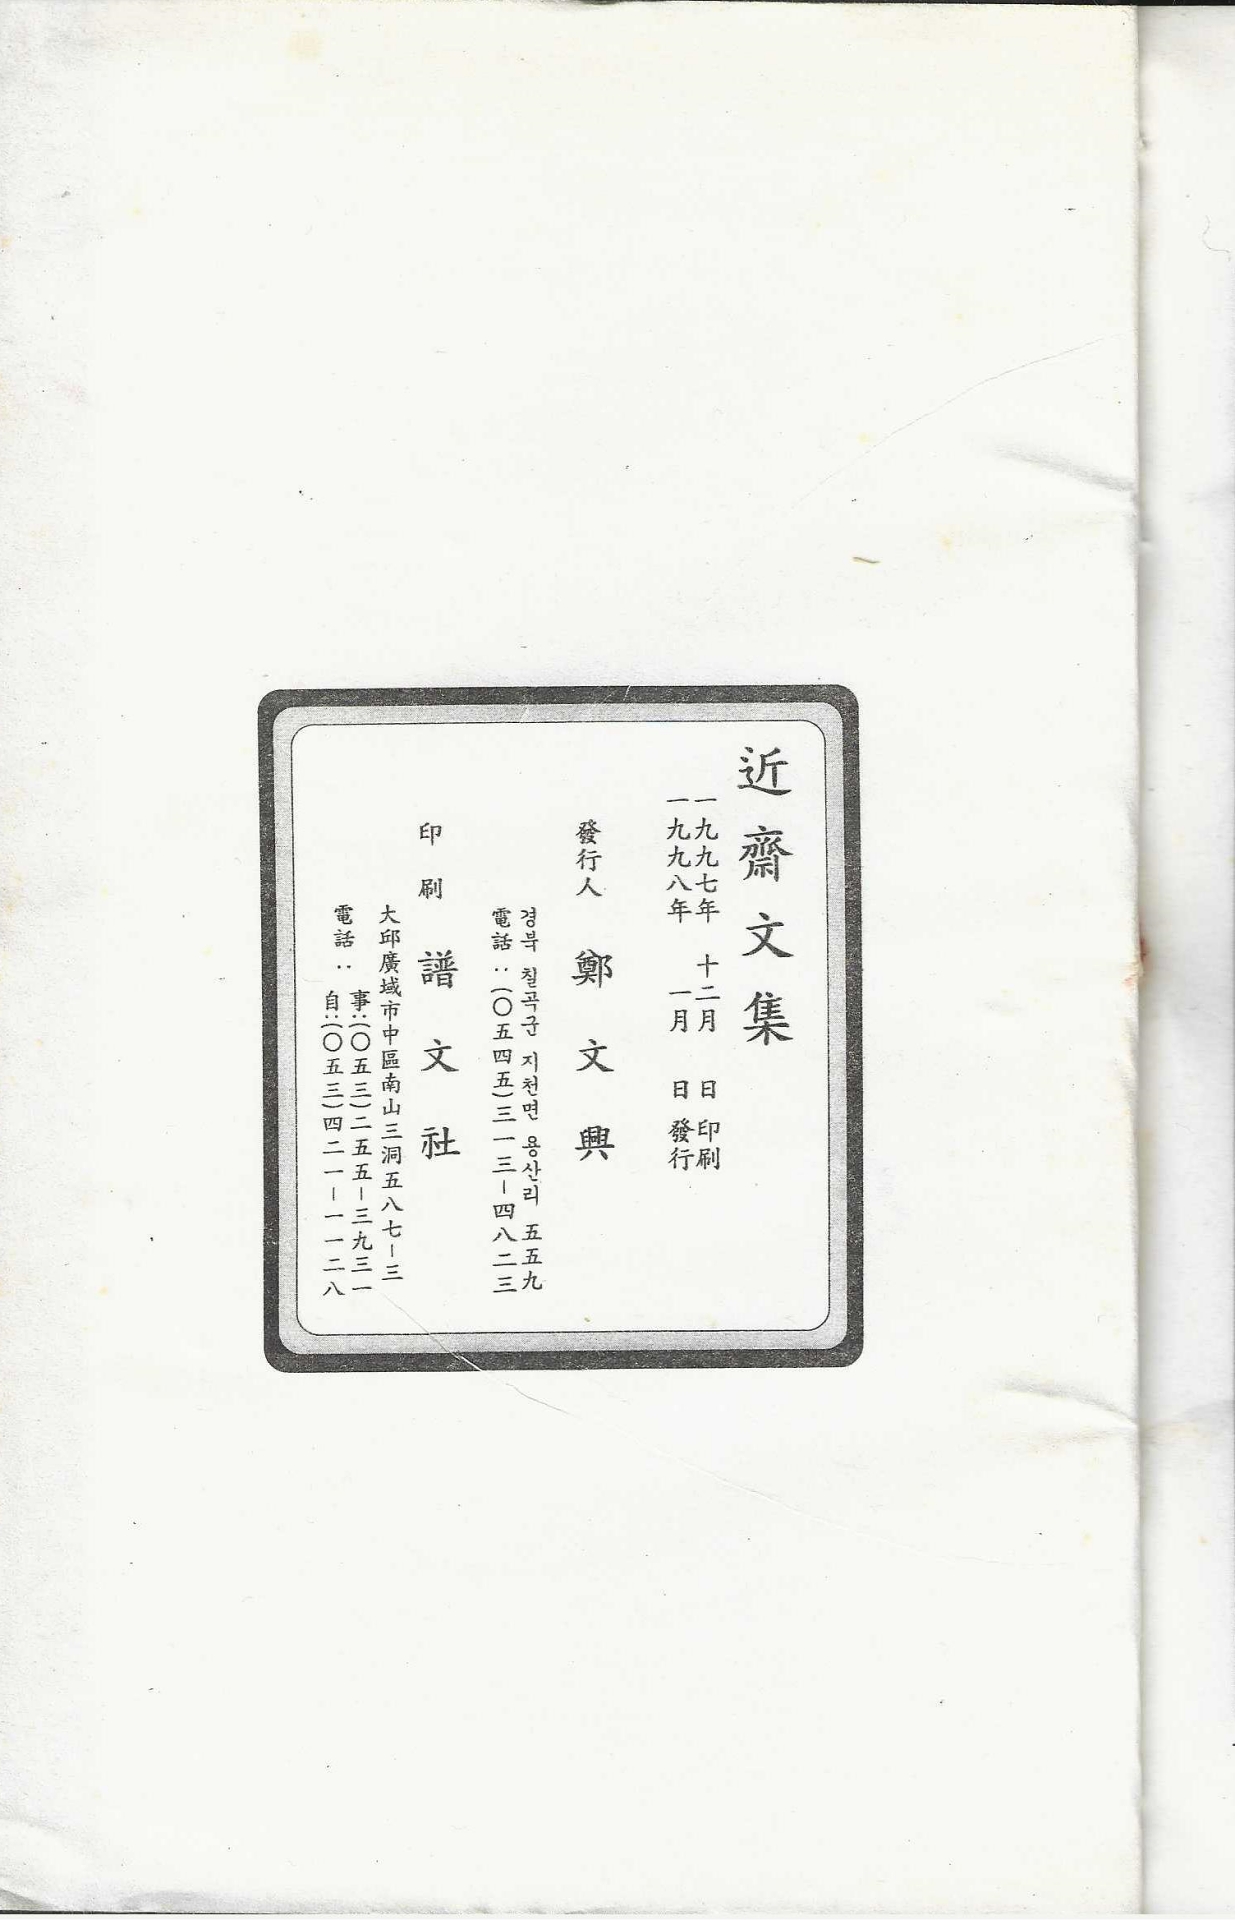 近齋文集
一九九七年 十二月 日 印刷
一九九八年 一月 日 發行
發行人 鄭文興
경북 칠곡군 지천면 용산리 五五九
電話：(〇五四五)三一三－四八二三
印刷 譜文社
大邱廣域市中區南山三洞五八七－三
電話： 事：(〇五三)二五五－三九三一
自：(〇五三)四二一－一一二八